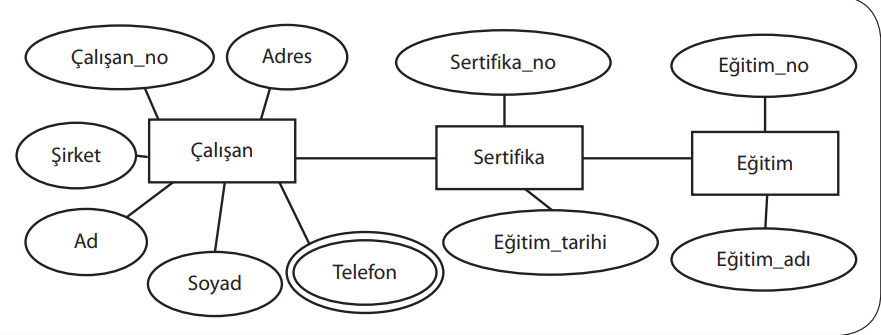 Çalışan_no
Adres
Sertifika_no
Eğitim_no
Şirket
Çalışan
Sertifika
Eğitim
Ad
Soyad
Telefon
Eğitim_tarihi
Eğitim_adı